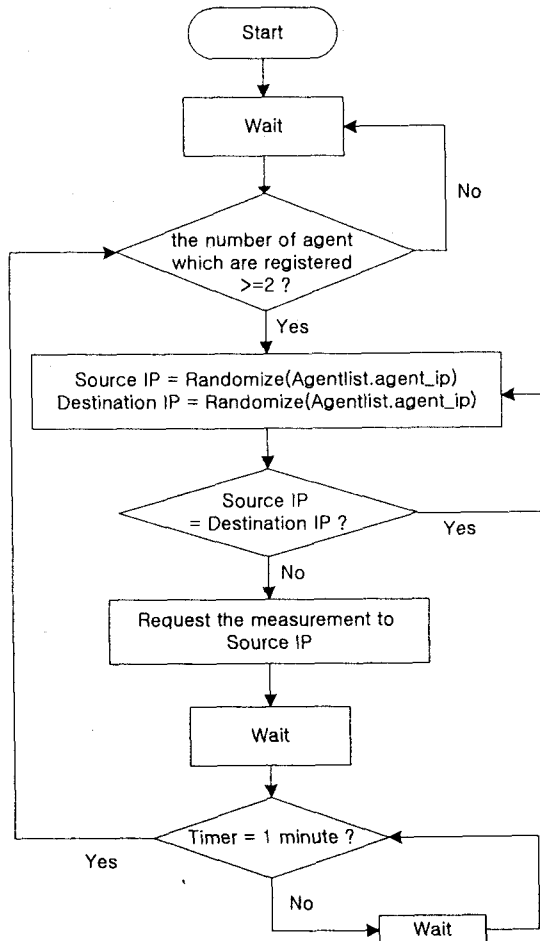 Start
Wait
No
the number of agent
which are registered
>=2 ?
Yes
Source IP = Randomize(Agentlist.agent_ip)
Destination IP = Randomize(Agentlist.agent_ip)
Source IP
= Destination IP ?
Yes
No
Request the measurement to
Source IP
Wait
Timer = 1 minute ?
Yes
No
Wait